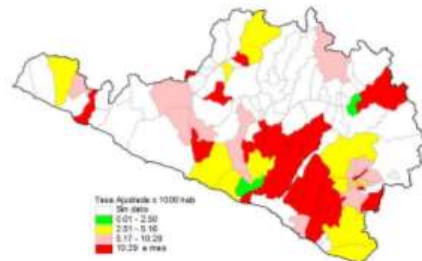 Tasa Ajustada x 1000 hab
Sin dato
0.01 - 2.50
2.51 - 5.16
5.17 - 10.28
10.29 a mas